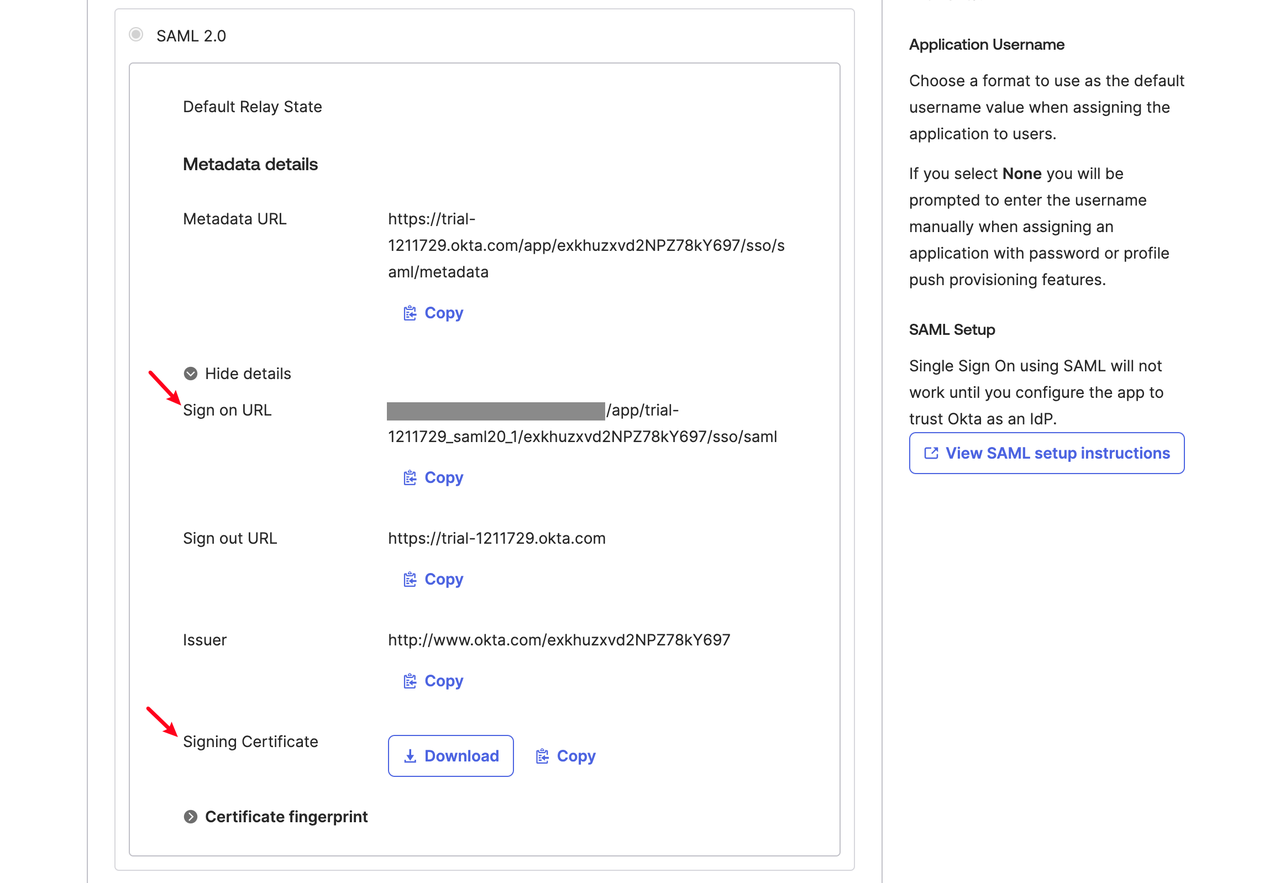 SAML 2.0
Default Relay State
Metadata details
Metadata URL
https://trial-
1211729.okta.com/app/exkhuzxvd2NPZ78kY697/sso/s
aml/metadata
Copy
Hide details
Sign on URL
/app/trial-
1211729_saml20_1/exkhuzxvd2NPZ78kY697/sso/saml
Copy
Sign out URL
https://trial-1211729.okta.com
Copy
Issuer
http://www.okta.com/exkhuzxvd2NPZ78kY697
Copy
Signing Certificate
Download
Copy
Certificate fingerprint
Application Username
Choose a format to use as the default
username value when assigning the
application to users.
If you select None you will be
prompted to enter the username
manually when assigning an
application with password or profile
push provisioning features.
SAML Setup
Single Sign On using SAML will not
work until you configure the app to
trust Okta as an IdP.
View SAML setup instructions